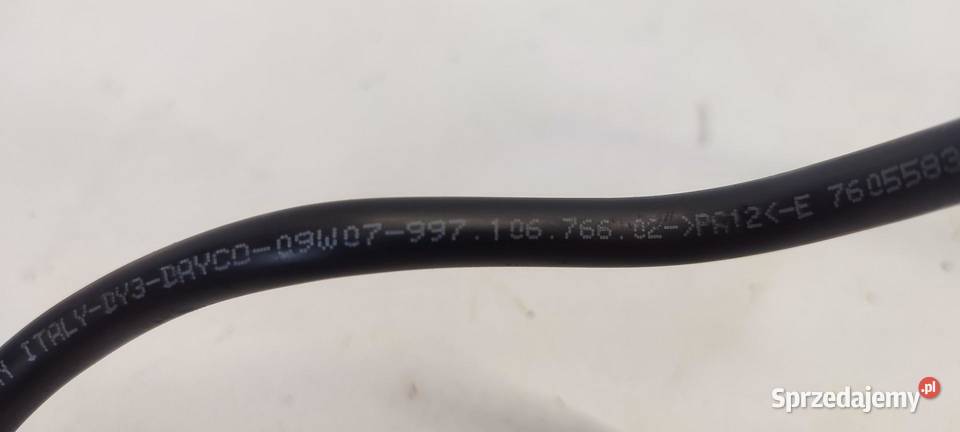 ITALY-DY3-DAYCO-09W07-997.106.766.02->PA12<-E 7605583
Sprzedajemy.pl